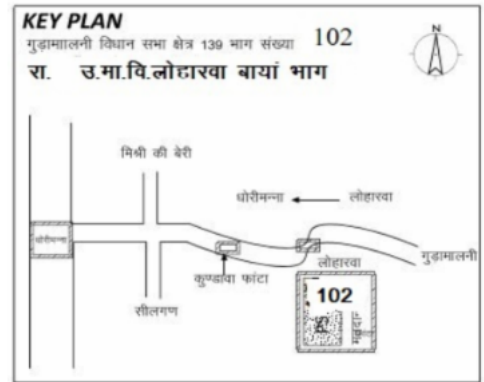 KEY PLAN
गुड़ामाालनी विधान सभा क्षेत्र 139 भाग संख्या 102
N
रा. उ.मा.वि.लोहारवा बायां भाग
मिश्री की बेरी
धोरीमन्ना लोहारवा
धोरीमन्ना
गुड़ामालनी
लोहारवा
कुण्डावा फांटा
सीलगण
102